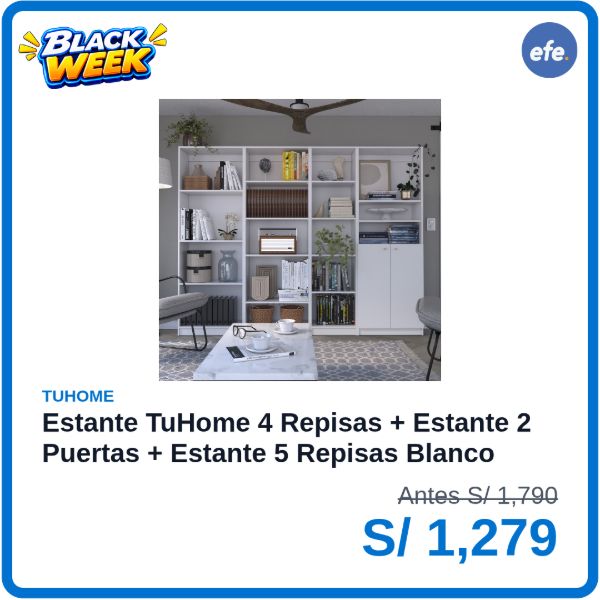 BLACK
WEEK
efe.
TUHOME
Estante TuHome 4 Repisas + Estante 2
Puertas + Estante 5 Repisas Blanco
Antes S/ 1,790
S/ 1,279